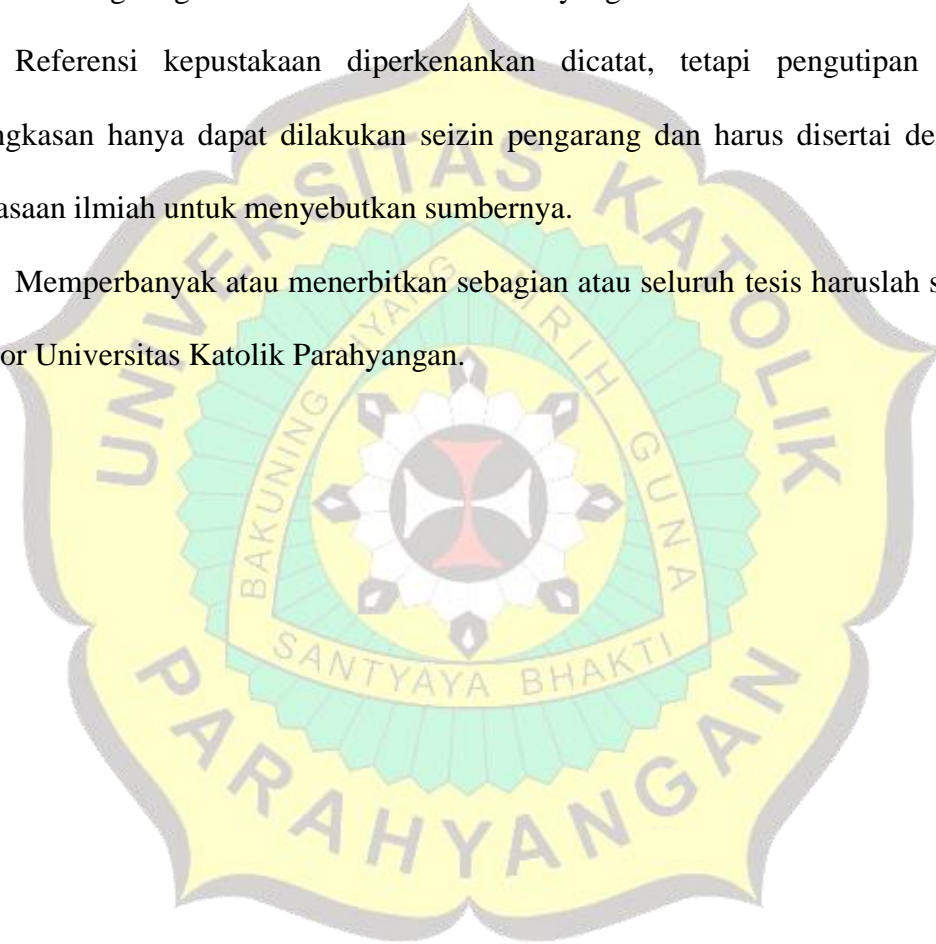 Referensi kepustakaan diperkenankan dicatat, tetapi pengutipan
ngkasan hanya dapat dilakukan seizin pengarang dan harus disertai de
asaan ilmiah untuk menyebutkan sumbernya.
Memperbanyak atau menerbitkan sebagian atau seluruh tesis haruslah s
or Universitas Katolik Parahyangan.
UNIVERSITAS KATOLIK
PARAHYANGAN
BAKUNING HYANG MRIH GUNA
SANTYAYA BHAKTI